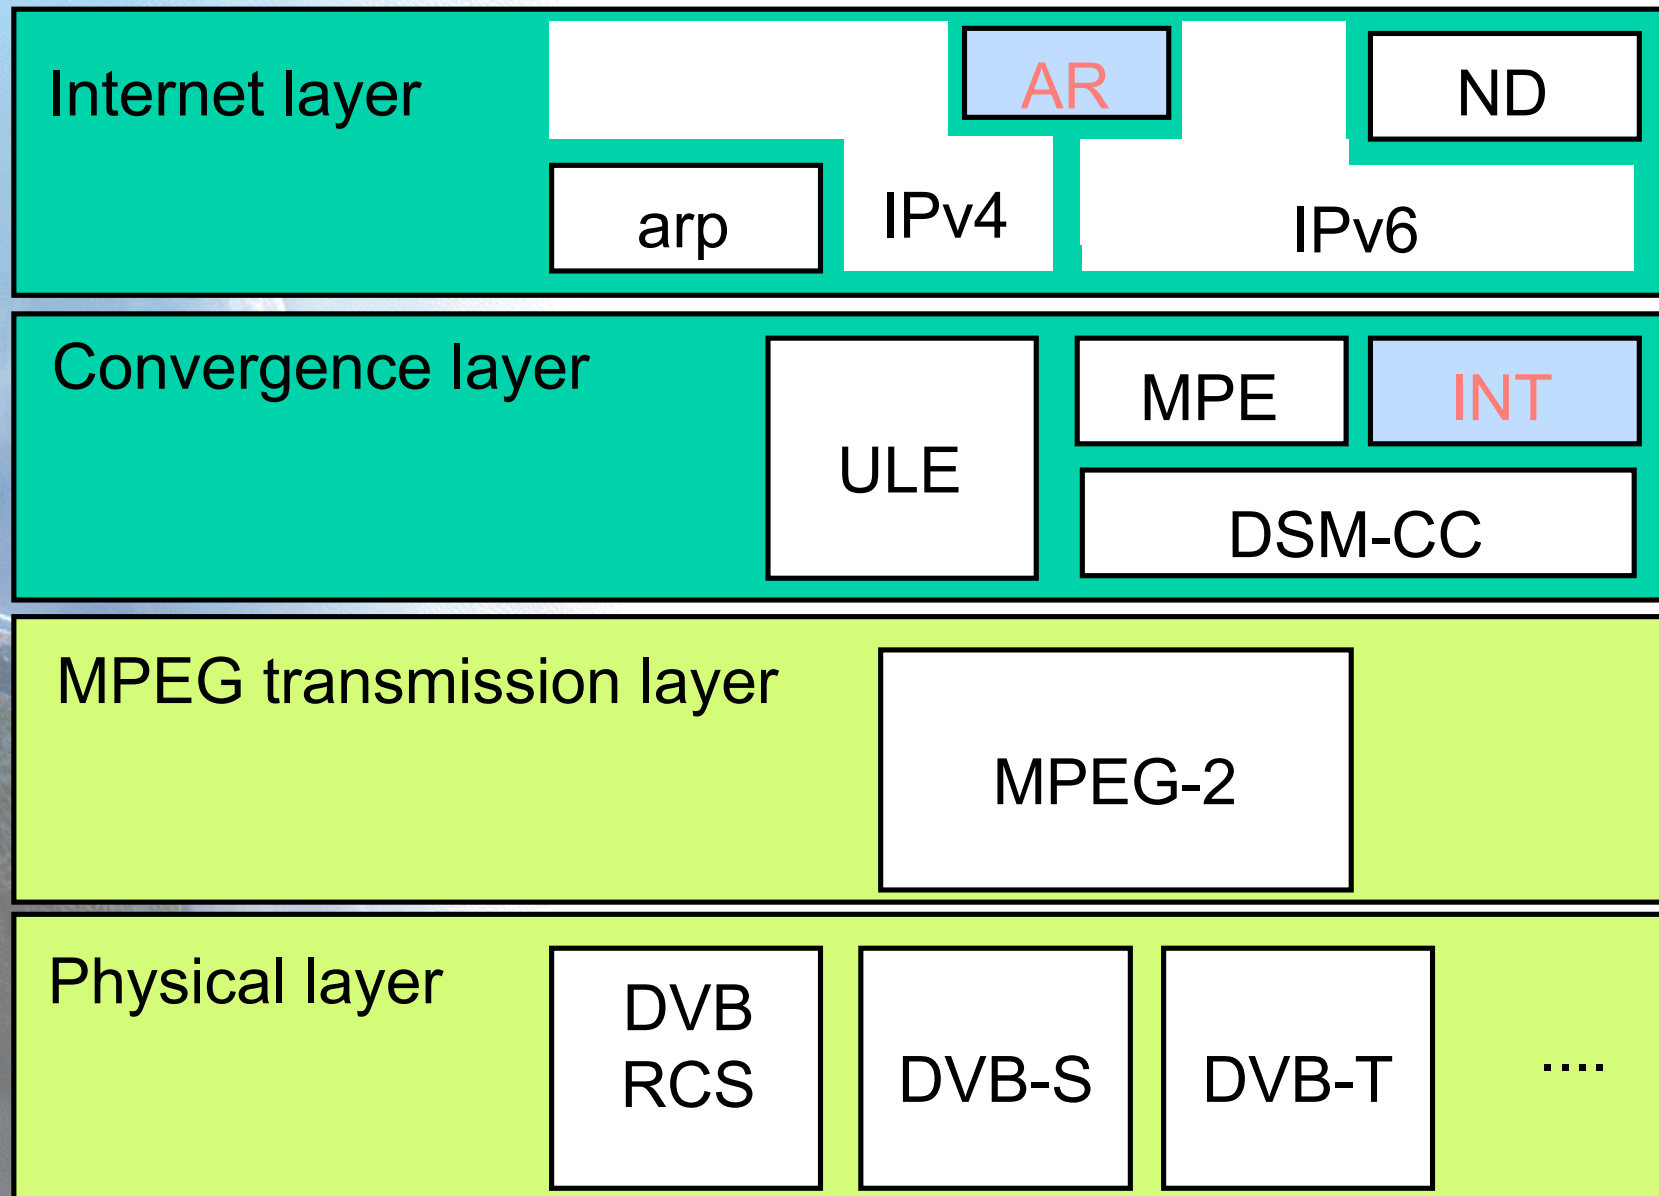 Internet layer
AR
ND
arp
IPv4
IPv6
Convergence layer
ULE
MPE
INT
DSM-CC
MPEG transmission layer
MPEG-2
Physical layer
DVB
RCS
DVB-S
DVB-T
....